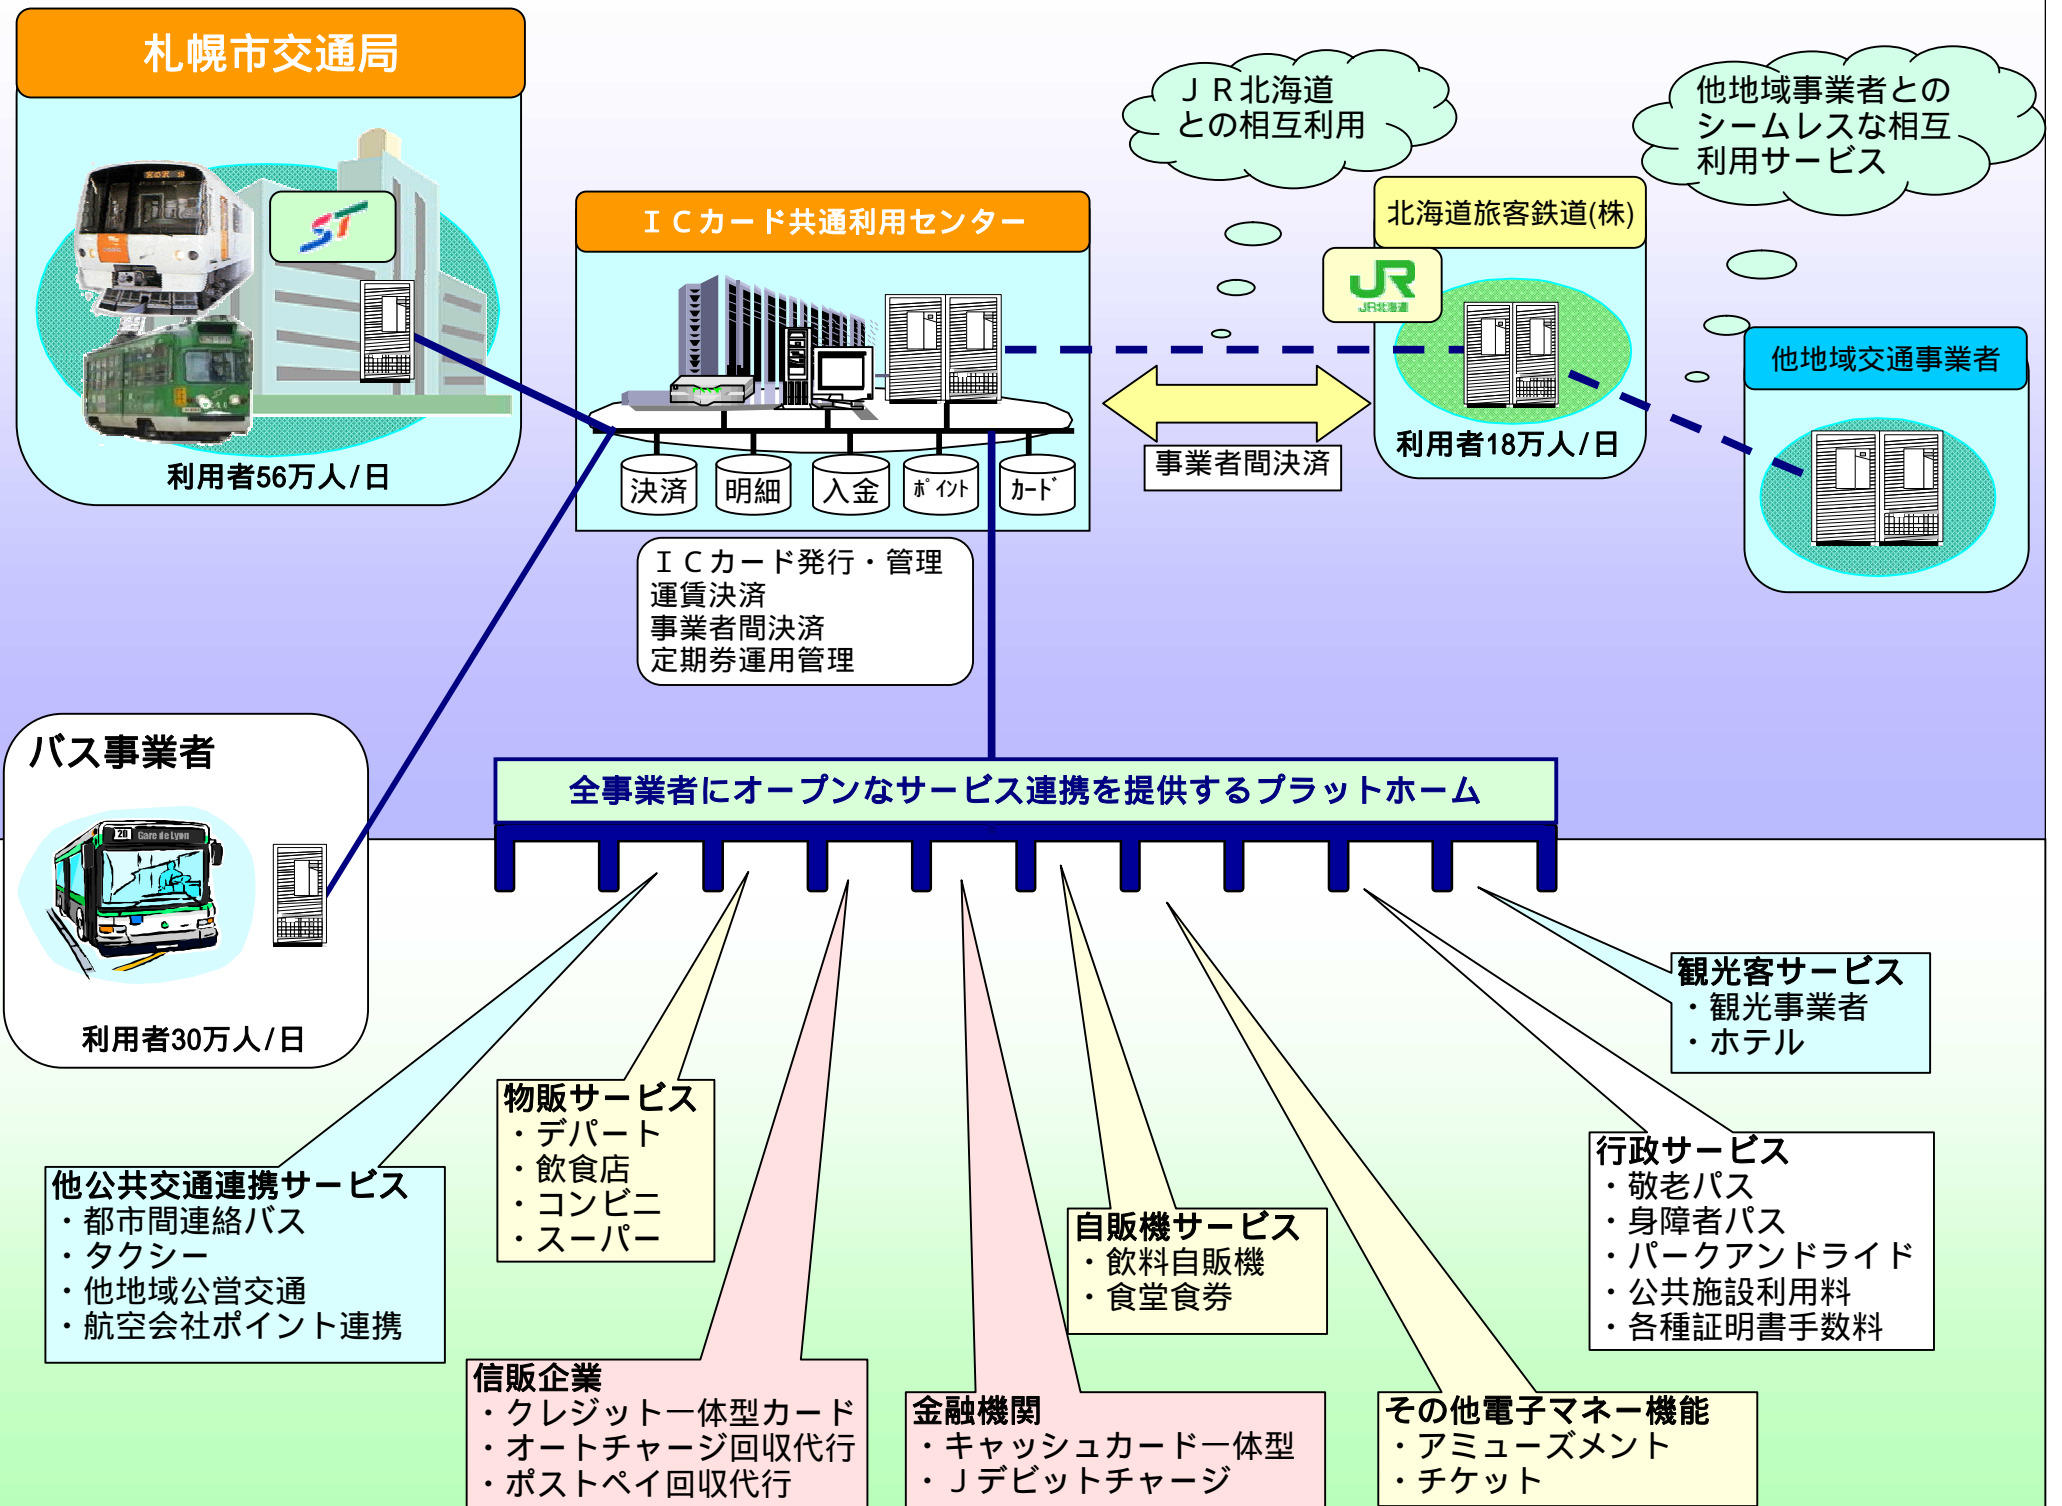 札幌市交通局
ST
利用者56万人/日
ＩＣカード共通利用センター
決済
明細
入金
ﾎﾟｲﾝﾄ
ｶｰﾄﾞ
ＩＣカード発行・管理
運賃決済
事業者間決済
定期券運用管理
ＪＲ北海道
との相互利用
北海道旅客鉄道(株)
JR
JR北海道
利用者18万人/日
事業者間決済
他地域事業者との
シームレスな相互
利用サービス
他地域交通事業者
バス事業者
20 Gare de Lyon
利用者30万人/日
全事業者にオープンなサービス連携を提供するプラットホーム
他公共交通連携サービス
・都市間連絡バス
・タクシー
・他地域公営交通
・航空会社ポイント連携
物販サービス
・デパート
・飲食店
・コンビニ
・スーパー
信販企業
・クレジット一体型カード
・オートチャージ回収代行
・ポストペイ回収代行
金融機関
・キャッシュカード一体型
・Ｊデビットチャージ
自販機サービス
・飲料自販機
・食堂食券
その他電子マネー機能
・アミューズメント
・チケット
行政サービス
・敬老パス
・身障者パス
・パークアンドライド
・公共施設利用料
・各種証明書手数料
観光客サービス
・観光事業者
・ホテル